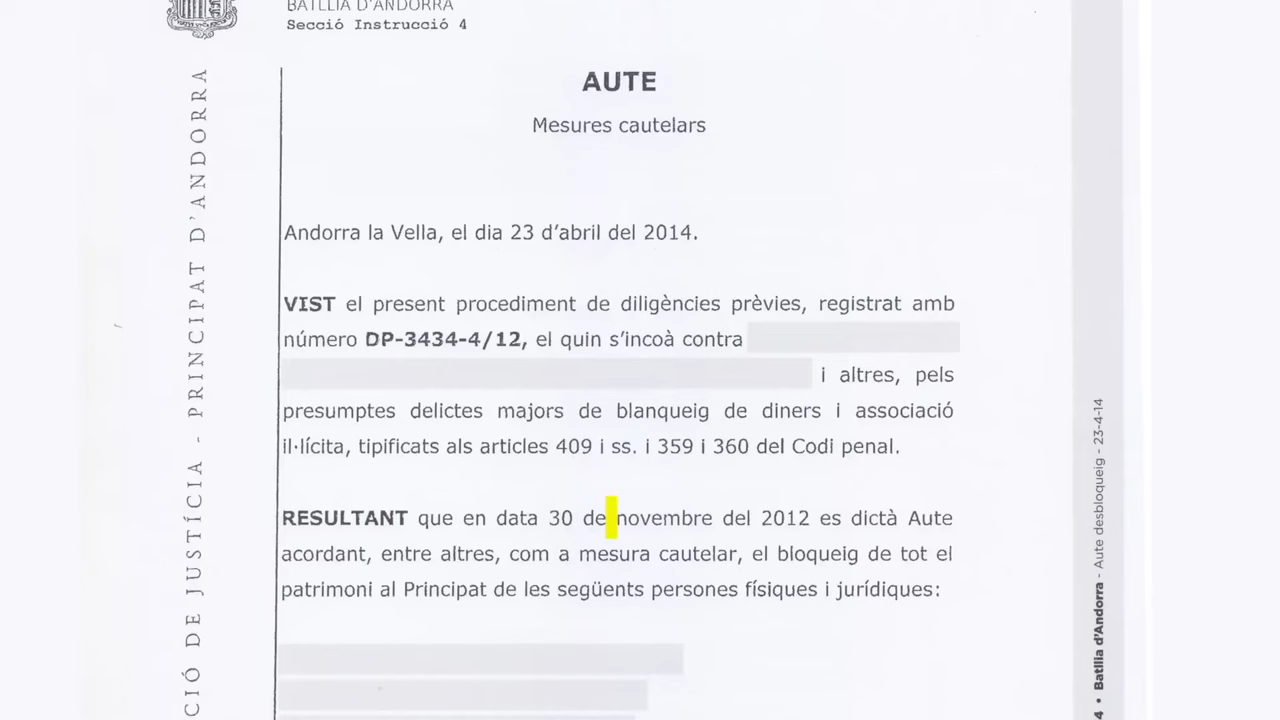 BATLLIA D'ANDORRA
Secció Instrucció 4
AUTE
Mesures cautelars
Andorra la Vella, el dia 23 d'abril del 2014.
VIST el present procediment de diligències prèvies, registrat amb
número DP-3434-4/12, el quin s'incoà contra
i altres, pels
presumptes delictes majors de blanqueig de diners i associació
il·lícita, tipificats als articles 409 i ss. i 359 i 360 del Codi penal.
RESULTANT que en data 30 de novembre del 2012 es dictà Aute
acordant, entre altres, com a mesura cautelar, el bloqueig de tot el
patrimoni al Principat de les següents persones físiques i jurídiques:
CIÓ DE JUSTÍCIA - PRINCIPAT D'ANDORRA
4 • Batllia d'Andorra - Aute desbloqueig - 23-4-14